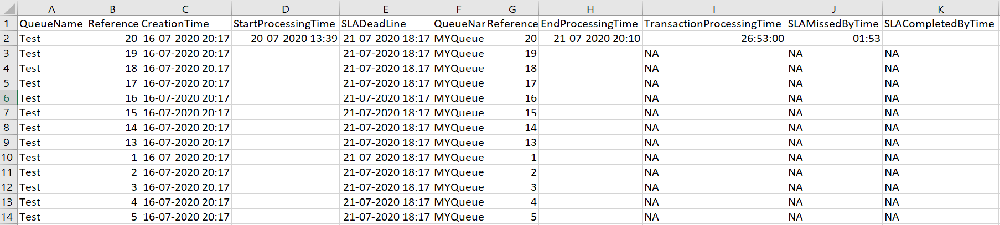 A B C D E F G H I J K
1 QueueName Reference CreationTime StartProcessingTime SLADeadLine QueueNar Reference EndProcessingTime TransactionProcessingTime SLAMissedByTime SLACompletedByTime
2 Test 20 16-07-2020 20:17 20-07-2020 13:39 21-07-2020 18:17 MYQueue 20 21-07-2020 20:10 26:53:00 01:53
3 Test 19 16-07-2020 20:17 21-07-2020 18:17 MYQueue 19 NA NA NA
4 Test 18 16-07-2020 20:17 21-07-2020 18:17 MYQueue 18 NA NA NA
5 Test 17 16-07-2020 20:17 21-07-2020 18:17 MYQueue 17 NA NA NA
6 Test 16 16-07-2020 20:17 21-07-2020 18:17 MYQueue 16 NA NA NA
7 Test 15 16-07-2020 20:17 21-07-2020 18:17 MYQueue 15 NA NA NA
8 Test 14 16-07-2020 20:17 21-07-2020 18:17 MYQueue 14 NA NA NA
9 Test 13 16-07-2020 20:17 21-07-2020 18:17 MYQueue 13 NA NA NA
10 Test 1 16-07-2020 20:17 21-07-2020 18:17 MYQueue 1 NA NA NA
11 Test 2 16-07-2020 20:17 21-07-2020 18:17 MYQueue 2 NA NA NA
12 Test 3 16-07-2020 20:17 21-07-2020 18:17 MYQueue 3 NA NA NA
13 Test 4 16-07-2020 20:17 21-07-2020 18:17 MYQueue 4 NA NA NA
14 Test 5 16-07-2020 20:17 21-07-2020 18:17 MYQueue 5 NA NA NA